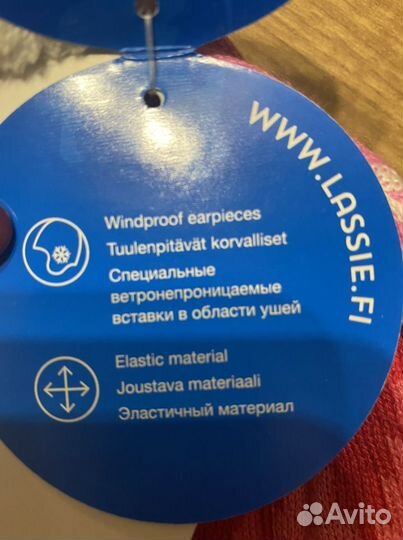 WWW.LASSIE.FI
Windproof earpieces
Tuulenpitävät korvalliset
Специальные
ветронепроницаемые
вставки в области ушей
Elastic material
Joustava materiaali
Эластичный материал
Avito